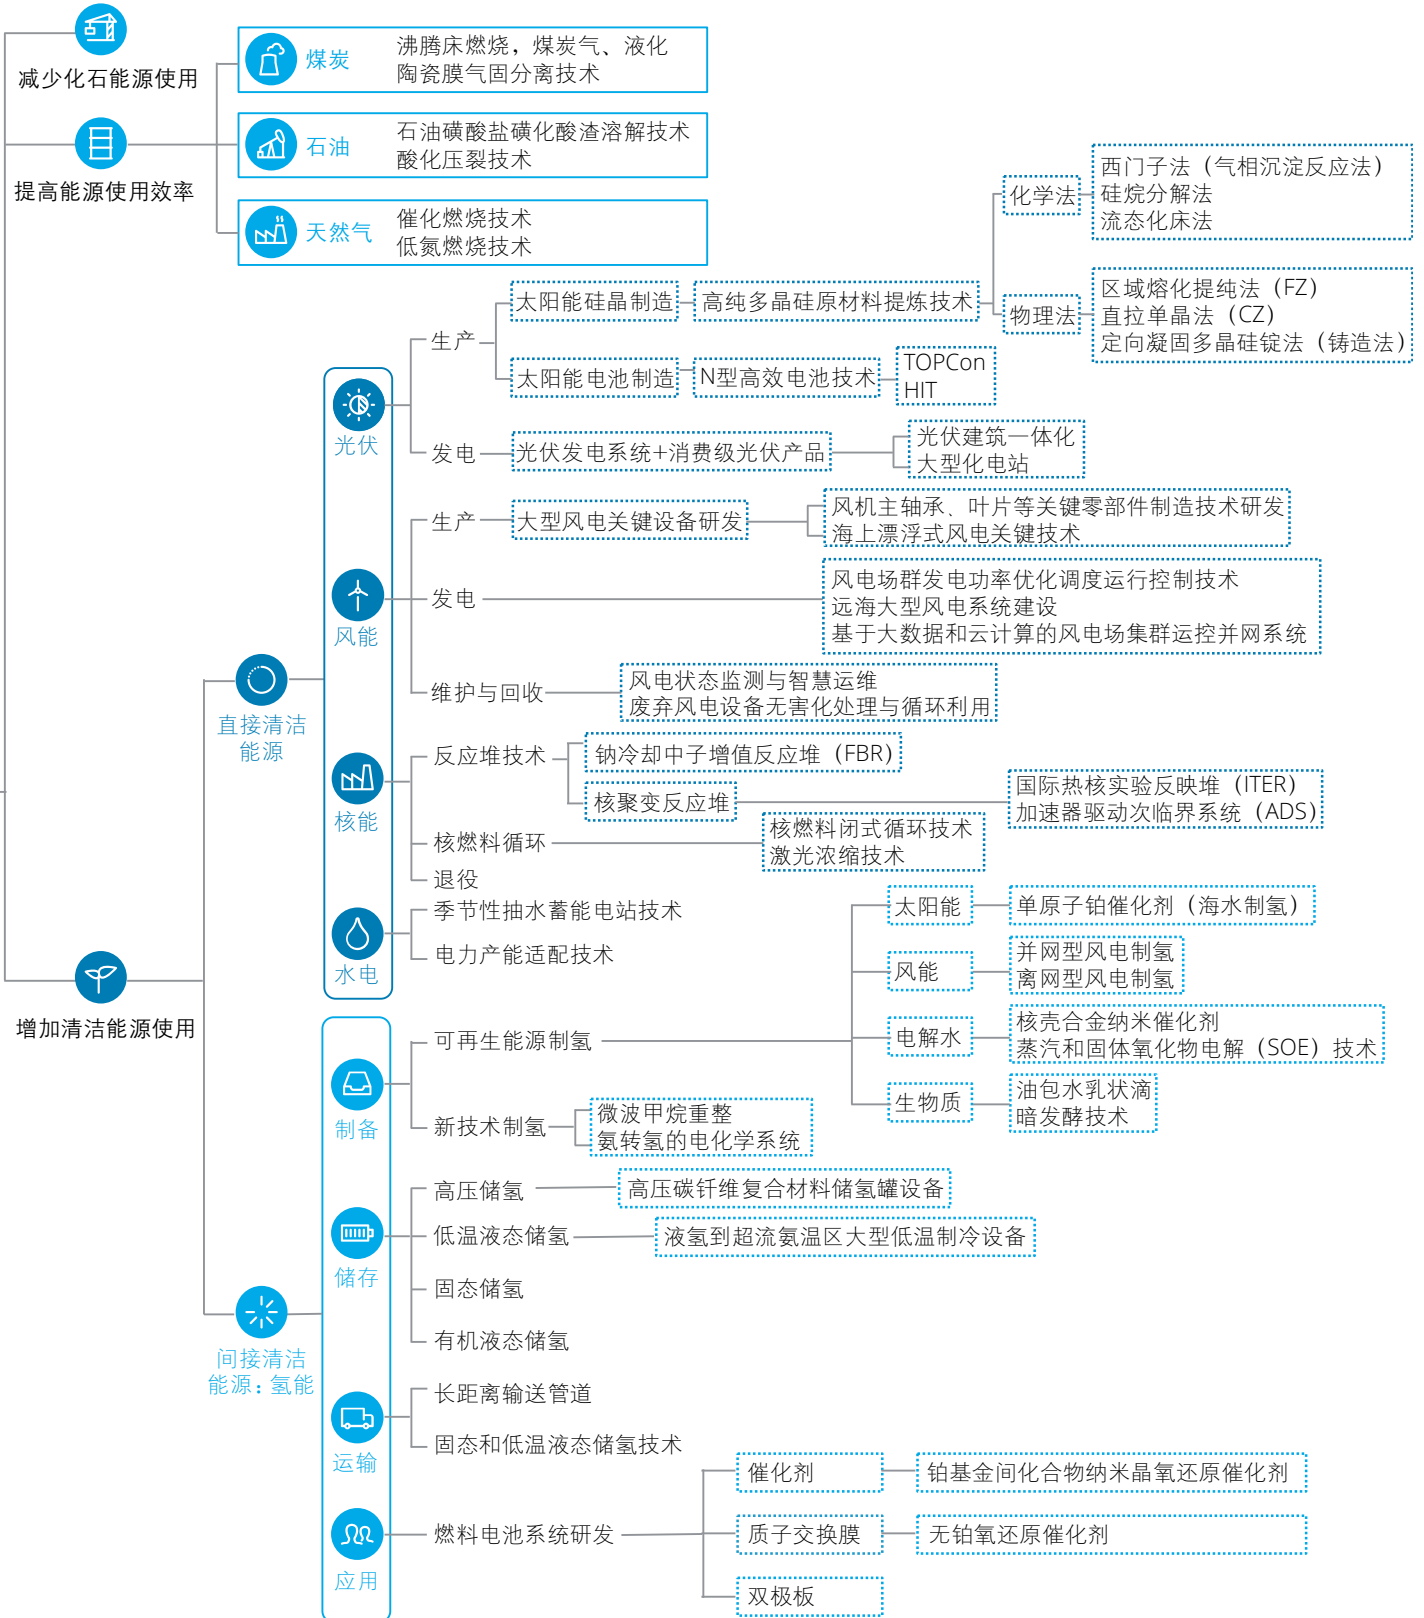 减少化石能源使用
提高能源使用效率
煤炭
沸腾床燃烧，煤炭气、液化
陶瓷膜气固分离技术
石油
石油磺酸盐磺化酸渣溶解技术
酸化压裂技术
天然气
催化燃烧技术
低氮燃烧技术
增加清洁能源使用
直接清洁
能源
光伏
生产
太阳能硅晶制造
高纯多晶硅原材料提炼技术
化学法
西门子法（气相沉淀反应法）
硅烷分解法
流态化床法
物理法
区域熔化提纯法（FZ）
直拉单晶法（CZ）
定向凝固多晶硅锭法（铸造法）
太阳能电池制造
N型高效电池技术
TOPCon
HIT
发电
光伏发电系统+消费级光伏产品
光伏建筑一体化
大型化电站
风能
生产
大型风电关键设备研发
风机主轴承、叶片等关键零部件制造技术研发
海上漂浮式风电关键技术
发电
风电场群发电功率优化调度运行控制技术
远海大型风电系统建设
基于大数据和云计算的风电场集群运控并网系统
维护与回收
风电状态监测与智慧运维
废弃风电设备无害化处理与循环利用
核能
反应堆技术
钠冷却中子增值反应堆（FBR）
核聚变反应堆
国际热核实验反映堆（ITER）
加速器驱动次临界系统（ADS）
核燃料循环
核燃料闭式循环技术
激光浓缩技术
退役
水电
季节性抽水蓄能电站技术
电力产能适配技术
间接清洁
能源：氢能
制备
可再生能源制氢
太阳能
单原子铂催化剂（海水制氢）
风能
并网型风电制氢
离网型风电制氢
电解水
核壳合金纳米催化剂
蒸汽和固体氧化物电解（SOE）技术
生物质
油包水乳状滴
暗发酵技术
新技术制氢
微波甲烷重整
氨转氢的电化学系统
储存
高压储氢
高压碳钎维复合材料储氢罐设备
低温液态储氢
液氢到超流氨温区大型低温制冷设备
固态储氢
有机液态储氢
运输
长距离输送管道
固态和低温液态储氢技术
应用
燃料电池系统研发
催化剂
铂基金间化合物纳米晶氧还原催化剂
质子交换膜
无铂氧还原催化剂
双极板